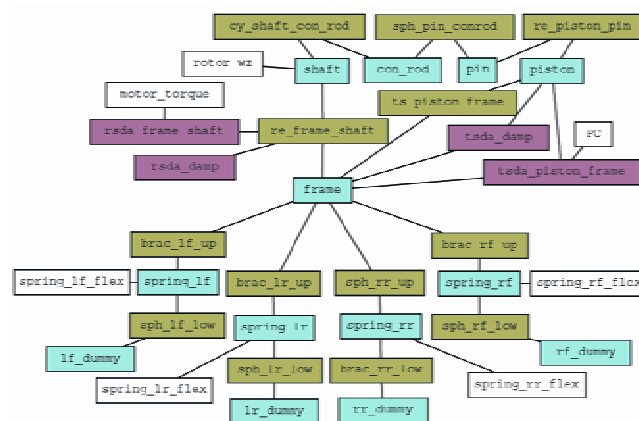 cy_shaft_con_rod
sph_pin_conrod
re_piston_pin
rotor wz
shaft
con_rod
pin
piston
motor_torque
ts piston frame
rsda frame shaft
re_frame_shaft
tsda_damp
PC
rsda_damp
tsda_piston_frame
frame
brac_lf_up
brac rf up
spring_lf_flex
spring_lf
brac_lr_up
sph_rr_up
spring_rf
spring_rf_flex
sph_lf_low
spring lr
spring_rr
sph_rf_low
lf_dummy
sph_lr_low
brac_rr_low
rf_dummy
spring_lr_flex
spring_rr_flex
lr_dummy
rr_dummy